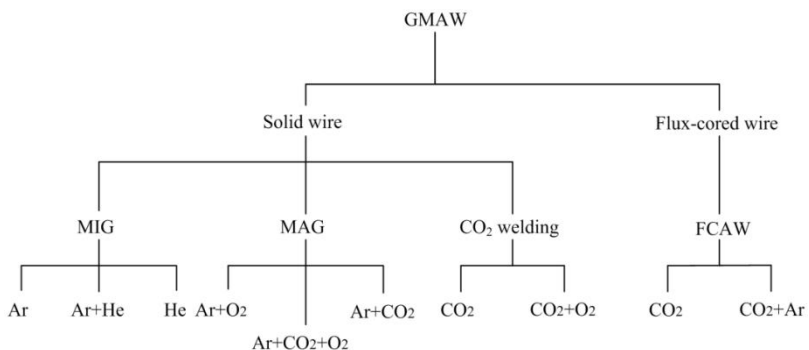 GMAW
Solid wire
Flux-cored wire
MIG
MAG
CO₂ welding
FCAW
Ar
Ar+He
He
Ar+O₂
Ar+CO₂+O₂
Ar+CO₂
CO₂
CO₂+O₂
CO₂
CO₂+Ar